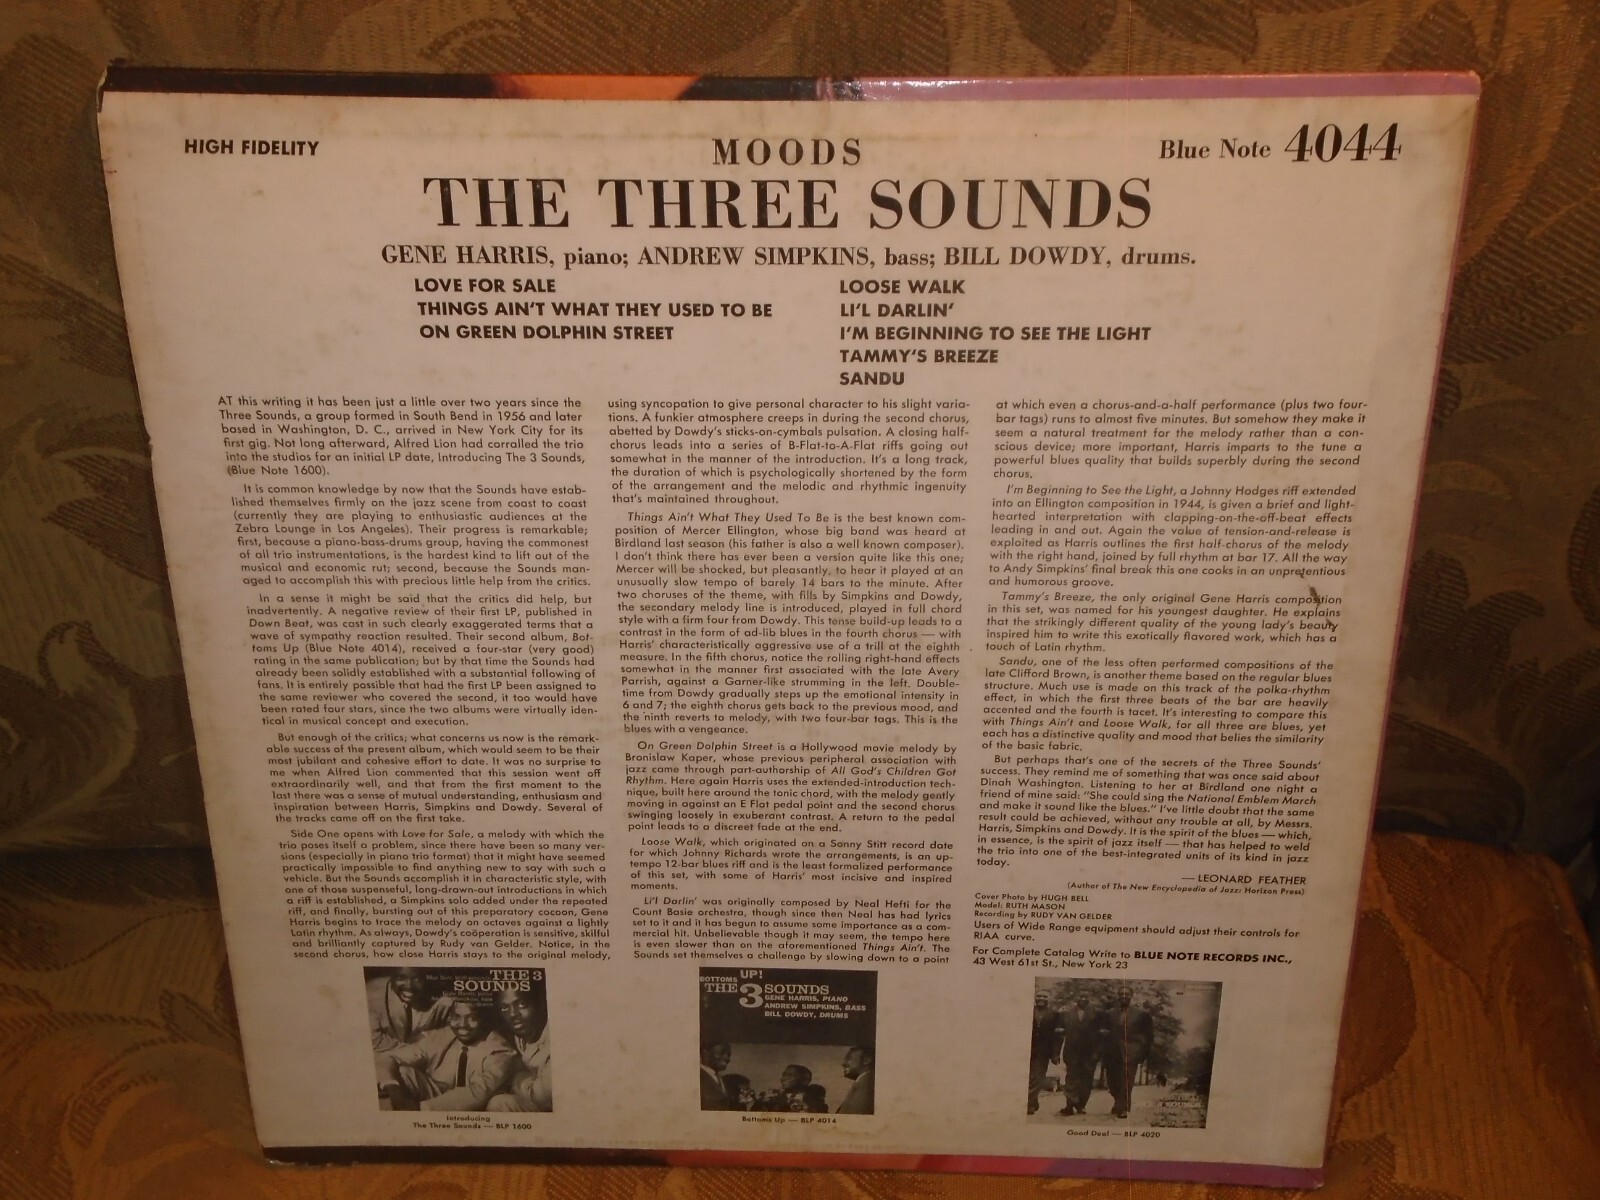 HIGH FIDELITY
MOODS
Blue Note 4044
THE THREE SOUNDS
GENE HARRIS, piano; ANDREW SIMPKINS, bass; BILL DOWDY, drums.
LOVE FOR SALE
THINGS AIN'T WHAT THEY USED TO BE
ON GREEN DOLPHIN STREET
LOOSE WALK
LI'L DARLIN'
I'M BEGINNING TO SEE THE LIGHT
TAMMY'S BREEZE
SANDU
AT this writing it has been just a little over two years since the
Three Sounds, a group formed in South Bend in 1956 and later
based in Washington, D. C., arrived in New York City for its
first gig. Not long afterward, Alfred Lion had corralled the trio
into the studios for an initial LP date, Introducing The 3 Sounds,
(Blue Note 1600).
It is common knowledge by now that the Sounds have estab-
lished themselves firmly on the jazz scene from coast to coast
(currently they are playing to enthusiastic audiences at the
Zebra Lounge in Los Angeles). Their progress is remarkable;
first, because a piano-bass-drums group, having the commonest
of all trio instrumentations, is the hardest kind to lift out of the
musical and economic rut; second, because the Sounds man-
aged to accomplish this with precious little help from the critics.
In a sense it might be said that the critics did help, but
inadvertently. A negative review of their first LP, published in
Down Beat, was cast in such clearly exaggerated terms that a
wave of sympathy reaction resulted. Their second album, Bot-
toms Up (Blue Note 4014), received a four-star (very good)
rating in the same publication; but by that time the Sounds had
already been solidly established with a substantial following of
fans. It is entirely possible that had the first LP been assigned to
the same reviewer who covered the second, it too would have
been rated four stars, since the two albums were virtually iden-
tical in musical concept and execution.
But enough of the critics; what concerns us now is the remark-
able success of the present album, which would seem to be their
most jubilant and cohesive effort to date. It was no surprise to
me when Alfred Lion commented that this session went off
extraordinarily well, and that from the first moment to the
last there was a sense of mutual understanding, enthusiasm and
inspiration between Harris, Simpkins and Dowdy. Several of
the tracks came off on the first take.
Side One opens with Love for Sale, a melody with which the
trio poses itself a problem, since there have been so many ver-
sions (especially in piano trio format) that it might have seemed
practically impossible to find anything new to say with such a
vehicle. But the Sounds accomplish it in characteristic style, with
one of those suspenseful, long-drawn-out introductions in which
a riff is established, a Simpkins solo added under the repeated
riff, and finally, bursting out of this preparatory cocoon, Gene
Harris begins to trace the melody on octaves against a lightly
Latin rhythm. As always, Dowdy's coöperation is sensitive, skilful
and brilliantly captured by Rudy van Gelder. Notice, in the
second chorus, how close Harris stays to the original melody,
using syncopation to give personal character to his slight varia-
tions. A funkier atmosphere creeps in during the second chorus,
abetted by Dowdy's sticks-on-cymbals pulsation. A closing half-
chorus leads into a series of B-Flat-to-A-Flat riffs going out
somewhat in the manner of the introduction. It's a long track,
the duration of which is psychologically shortened by the form
of the arrangement and the melodic and rhythmic ingenuity
that's maintained throughout.
Things Ain't What They Used To Be is the best known com-
position of Mercer Ellington, whose big band was heard at
Birdland last season (his father is also a well known composer).
I don't think there has ever been a version quite like this one;
Mercer will be shocked, but pleasantly, to hear it played at an
unusually slow tempo of barely 14 bars to the minute. After
two choruses of the theme, with fills by Simpkins and Dowdy,
the secondary melody line is introduced, played in full chord
style with a firm four from Dowdy. This tense build-up leads to a
contrast in the form of ad-lib blues in the fourth chorus — with
Harris' characteristically aggressive use of a trill at the eighth
measure. In the fifth chorus, notice the rolling right-hand effects
somewhat in the manner first associated with the late Avery
Parrish, against a Garner-like strumming in the left. Double-
time from Dowdy gradually steps up the emotional intensity in
6 and 7; the eighth chorus gets back to the previous mood, and
the ninth reverts to melody, with two four-bar tags. This is the
blues with a vengeance.
On Green Dolphin Street is a Hollywood movie melody by
Bronislaw Kaper, whose previous peripheral association with
jazz came through part-authorship of All God's Children Got
Rhythm. Here again Harris uses the extended-introduction tech-
nique, built here around the tonic chord, with the melody gently
moving in against an E Flat pedal point and the second chorus
swinging loosely in exuberant contrast. A return to the pedal
point leads to a discreet fade at the end.
Loose Walk, which originated on a Sonny Stitt record date
for which Johnny Richards wrote the arrangements, is an up-
tempo 12-bar blues riff and is the least formalized performance
of this set, with some of Harris' most incisive and inspired
moments.
Li'l Darlin' was originally composed by Neal Hefti for the
Count Basie orchestra, though since then Neal has had lyrics
set to it and it has begun to assume some importance as a com-
mercial hit. Unbelievable though it may seem, the tempo here
is even slower than on the aforementioned Things Ain't. The
Sounds set themselves a challenge by slowing down to a point
at which even a chorus-and-a-half performance (plus two four-
bar tags) runs to almost five minutes. But somehow they make it
seem a natural treatment for the melody rather than a con-
scious device; more important, Harris imparts to the tune a
powerful blues quality that builds superbly during the second
chorus.
I'm Beginning to See the Light, a Johnny Hodges riff extended
into an Ellington composition in 1944, is given a brief and light-
hearted interpretation with clapping-on-the-off-beat effects
leading in and out. Again the value of tension-and-release is
exploited as Harris outlines the first half-chorus of the melody
with the right hand, joined by full rhythm at bar 17. All the way
to Andy Simpkins' final break this one cooks in an unpretentious
and humorous groove.
Tammy's Breeze, the only original Gene Harris composition
in this set, was named for his youngest daughter. He explains
that the strikingly different quality of the young lady's beauty
inspired him to write this exotically flavored work, which has a
touch of Latin rhythm.
Sandu, one of the less often performed compositions of the
late Clifford Brown, is another theme based on the regular blues
structure. Much use is made on this track of the polka-rhythm
effect, in which the first three beats of the bar are heavily
accented and the fourth is tacet. It's interesting to compare this
with Things Ain't and Loose Walk, for all three are blues, yet
each has a distinctive quality and mood that belies the similarity
of the basic fabric.
But perhaps that's one of the secrets of the Three Sounds'
success. They remind me of something that was once said about
Dinah Washington. Listening to her at Birdland one night a
friend of mine said: "She could sing the National Emblem March
and make it sound like the blues." I've little doubt that the same
result could be achieved, without any trouble at all, by Messrs.
Harris, Simpkins and Dowdy. It is the spirit of the blues — which,
in essence, is the spirit of jazz itself — that has helped to weld
the trio into one of the best-integrated units of its kind in jazz
today.
— LEONARD FEATHER
(Author of The New Encyclopedia of Jazz: Horizon Press)
Cover Photo by HUGH BELL
Model: RUTH MASON
Recording by RUDY VAN GELDER
Users of Wide Range equipment should adjust their controls for
RIAA curve.
For Complete Catalog Write to BLUE NOTE RECORDS INC.,
43 West 61st St., New York 23
THE 3
SOUNDS
Introducing
The Three Sounds — BLP 1600
BOTTOMS UP!
THE 3 SOUNDS
GENE HARRIS, PIANO
ANDREW SIMPKINS, BASS
BILL DOWDY, DRUMS
Bottoms Up — BLP 4014
Good Deal — BLP 4020